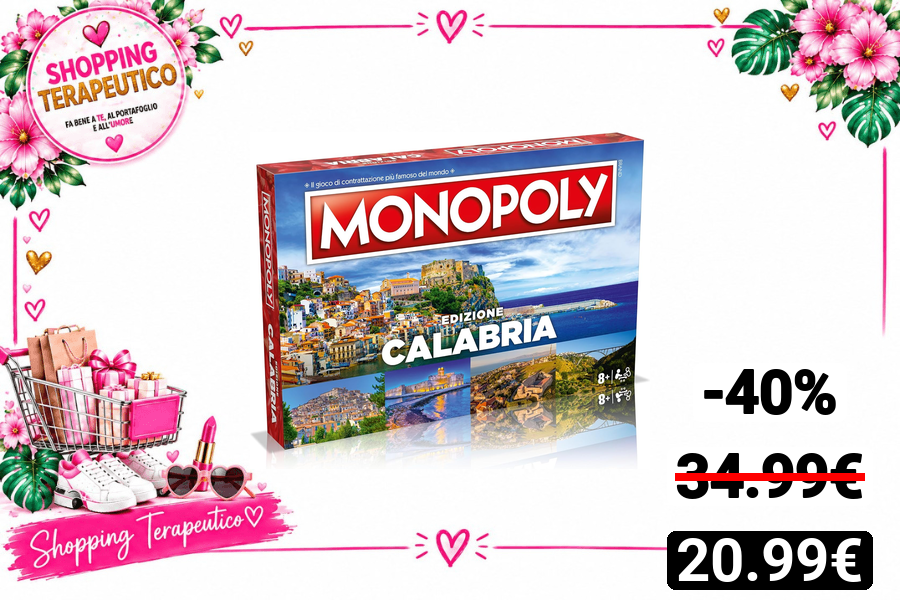 SHOPPING
TERAPEUTICO
FA BENE A TE, AL PORTAFOGLIO
E ALL'UMORE
Il gioco di contrattazione più famoso del mondo
MONOPOLY
EDIZIONE
CALABRIA
8+
MONOPOLY
CALABRIA
-40%
34.99€
20.99€
Shopping Terapeutico